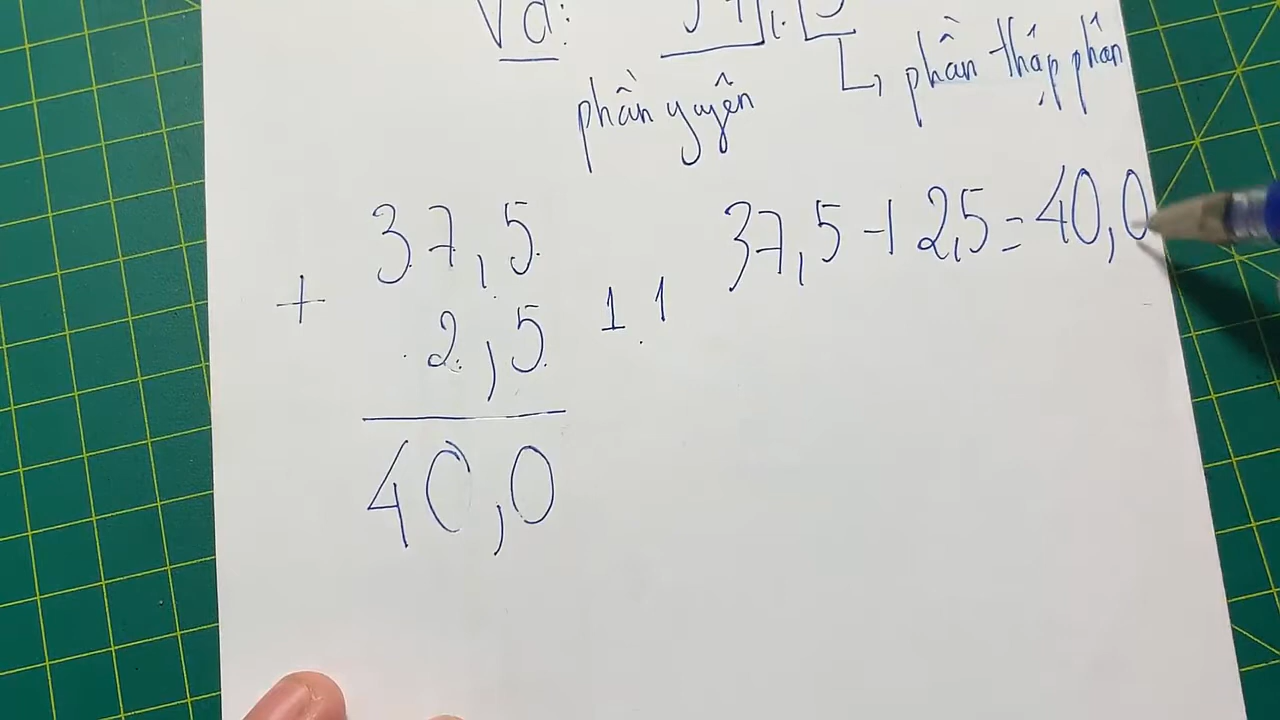 Vd:
phần nguyên
phần thập phân
37,5
+ 2,5
40,0
1 1
37,5 + 2,5 = 40,0